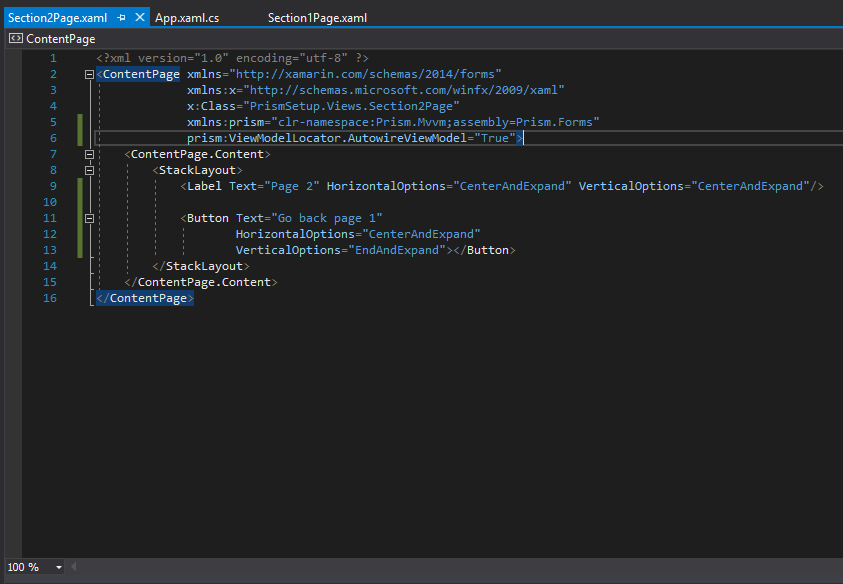 Section2Page.xaml App.xaml.cs Section1Page.xaml
ContentPage
1 <?xml version="1.0" encoding="utf-8" ?>
2 <ContentPage xmlns="http://xamarin.com/schemas/2014/forms"
3 xmlns:x="http://schemas.microsoft.com/winfx/2009/xaml"
4 x:Class="PrismSetup.Views.Section2Page"
5 xmlns:prism="clr-namespace:Prism.Mvvm;assembly=Prism.Forms"
6 prism:ViewModelLocator.AutowireViewModel="True">
7 <ContentPage.Content>
8 <StackLayout>
9 <Label Text="Page 2" HorizontalOptions="CenterAndExpand" VerticalOptions="CenterAndExpand"/>
10
11 <Button Text="Go back page 1"
12 HorizontalOptions="CenterAndExpand"
13 VerticalOptions="EndAndExpand"></Button>
14 </StackLayout>
15 </ContentPage.Content>
16 </ContentPage>
100 %